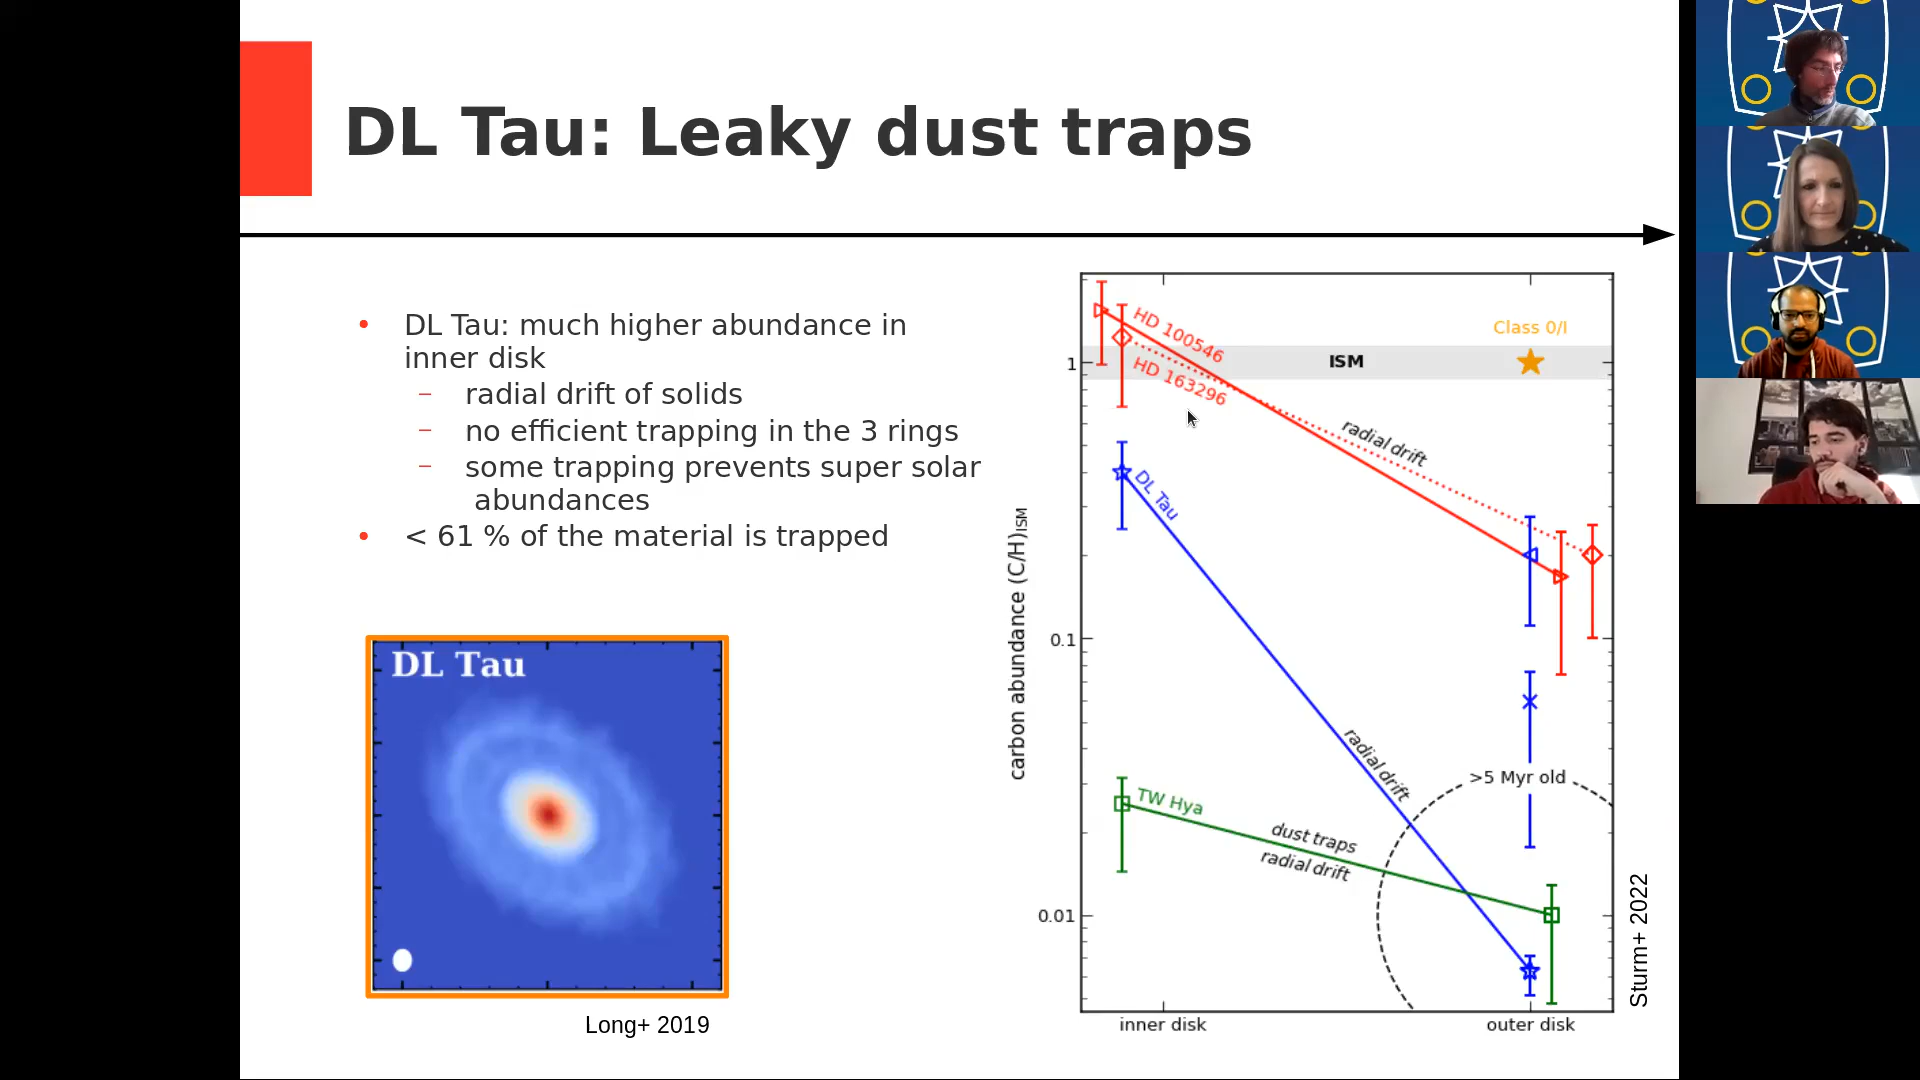 DL Tau: Leaky dust traps
• DL Tau: much higher abundance in
inner disk
– radial drift of solids
– no efficient trapping in the 3 rings
– some trapping prevents super solar
abundances
• < 61 % of the material is trapped
DL Tau
Long+ 2019
HD 100546
HD 163296
Class 0/I
ISM
radial drift
DL Tau
radial drift
>5 Myr old
TW Hya
dust traps
radial drift
carbon abundance (C/H)ISM
1
0.1
0.01
inner disk
outer disk
Sturm+ 2022